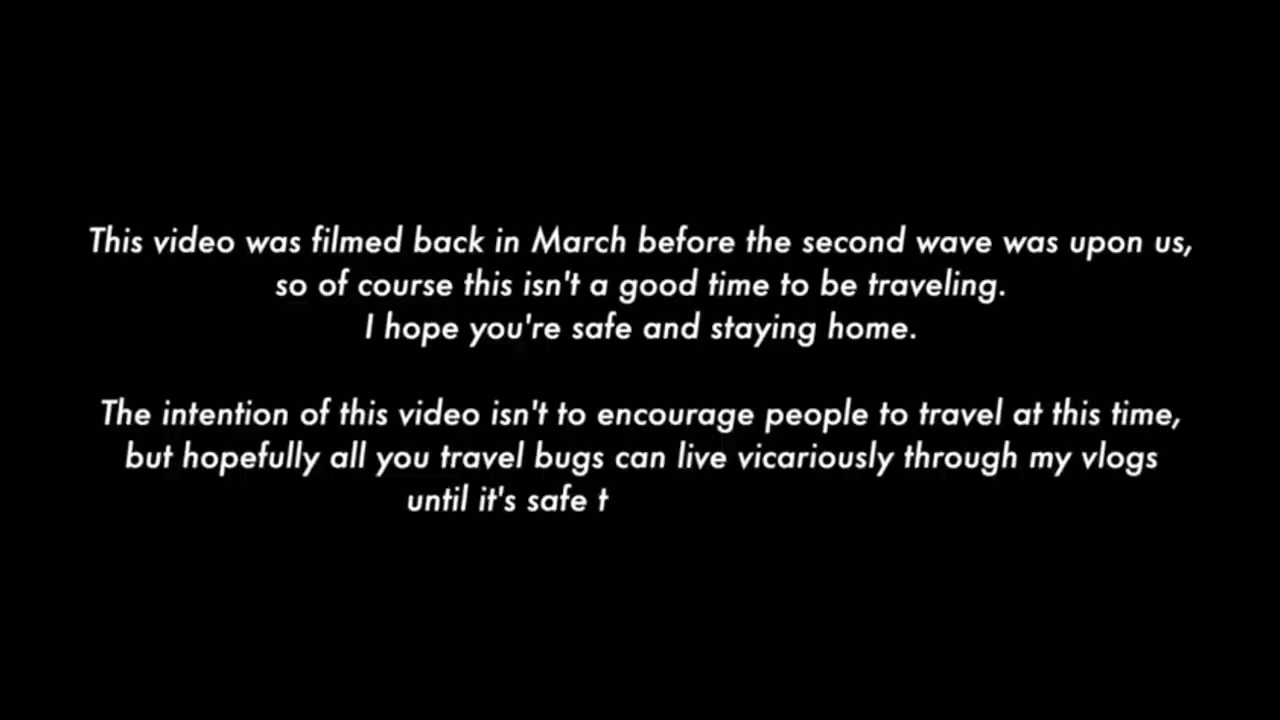 This video was filmed back in March before the second wave was upon us,
so of course this isn't a good time to be traveling.
I hope you're safe and staying home.
The intention of this video isn't to encourage people to travel at this time,
but hopefully all you travel bugs can live vicariously through my vlogs
until it's safe t